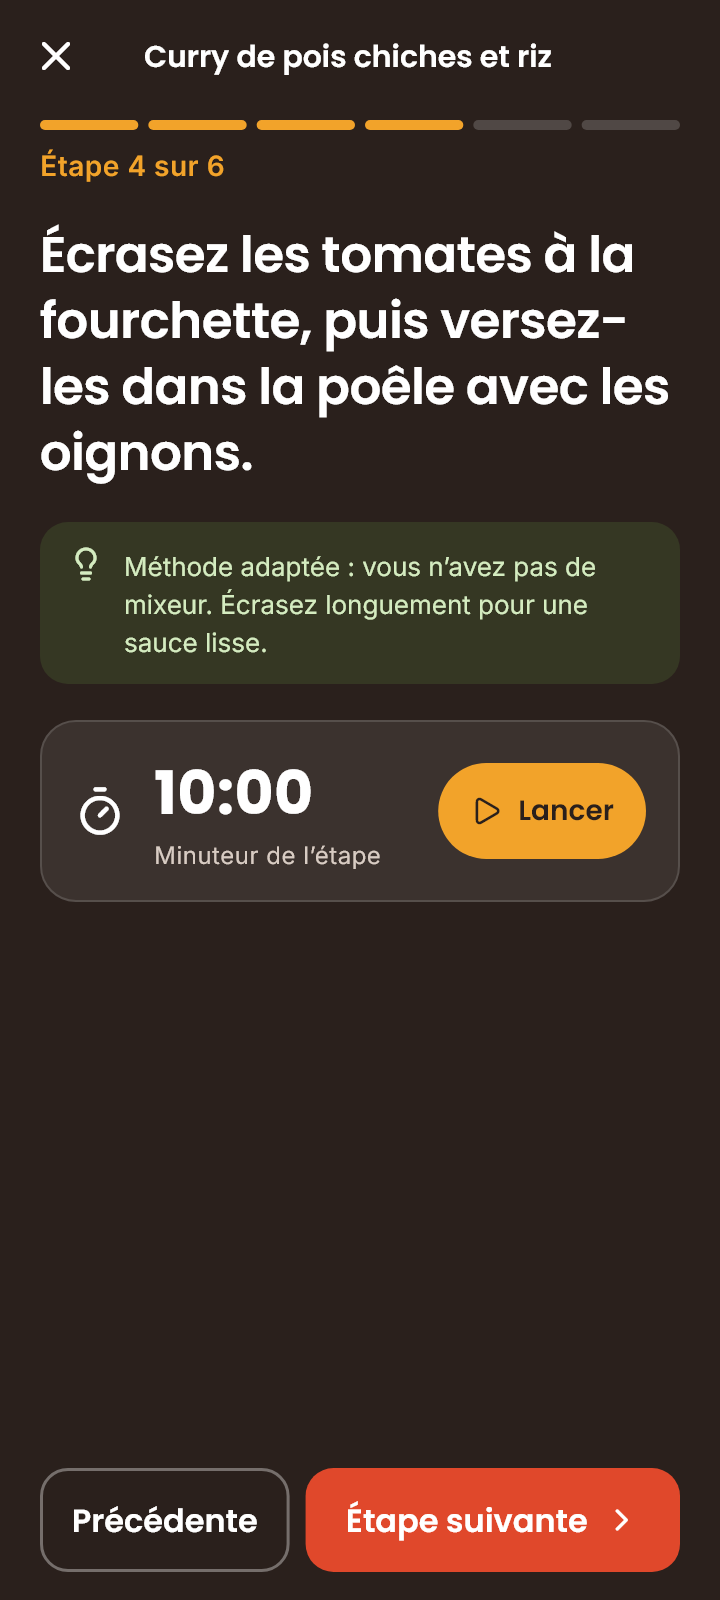 Curry de pois chiches et riz
Étape 4 sur 6
Écrasez les tomates à la
fourchette, puis versez-
les dans la poêle avec les
oignons.
Méthode adaptée : vous n’avez pas de
mixeur. Écrasez longuement pour une
sauce lisse.
10:00
Lancer
Minuteur de l’étape
Précédente
Étape suivante